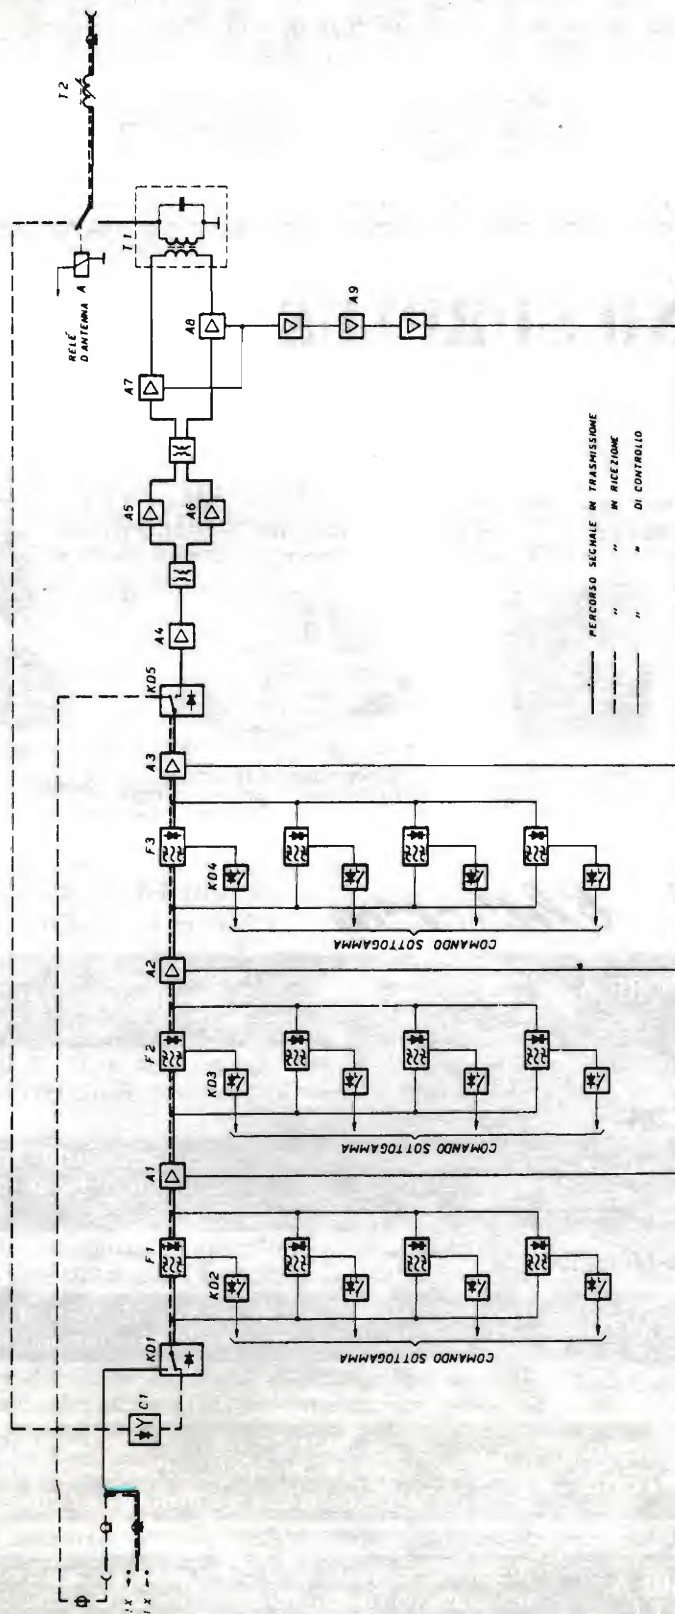 T2
RELÉ
D'ANTENNA A
T1
A9
A8
A7
A5
A6
A4
KD5
PERCORSO SEGNALE IN TRASMISSIONE
" " IN RICEZIONE
" " DI CONTROLLO
A3
F3
KD4
COMANDO SOTTOGAMMA
A2
F2
KD3
COMANDO SOTTOGAMMA
A1
F1
KD2
COMANDO SOTTOGAMMA
KD1
C1